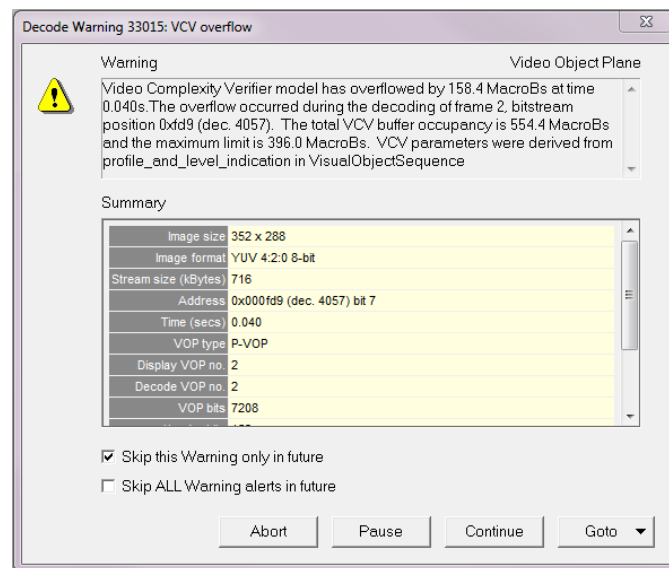 Decode Warning 33015: VCV overflow
Warning
Video Object Plane
Video Complexity Verifier model has overflowed by 158.4 MacroBs at time
0.040s.The overflow occurred during the decoding of frame 2, bitstream
position 0xfd9 (dec. 4057).  The total VCV buffer occupancy is 554.4 MacroBs
and the maximum limit is 396.0 MacroBs.  VCV parameters were derived from
profile_and_level_indication in VisualObjectSequence
Summary
Image size 352 x 288
Image format YUV 4:2:0 8-bit
Stream size (kBytes) 716
Address 0x000fd9 (dec. 4057) bit 7
Time (secs) 0.040
VOP type P-VOP
Display VOP no. 2
Decode VOP no. 2
VOP bits 7208
Skip this Warning only in future
Skip ALL Warning alerts in future
Abort
Pause
Continue
Goto